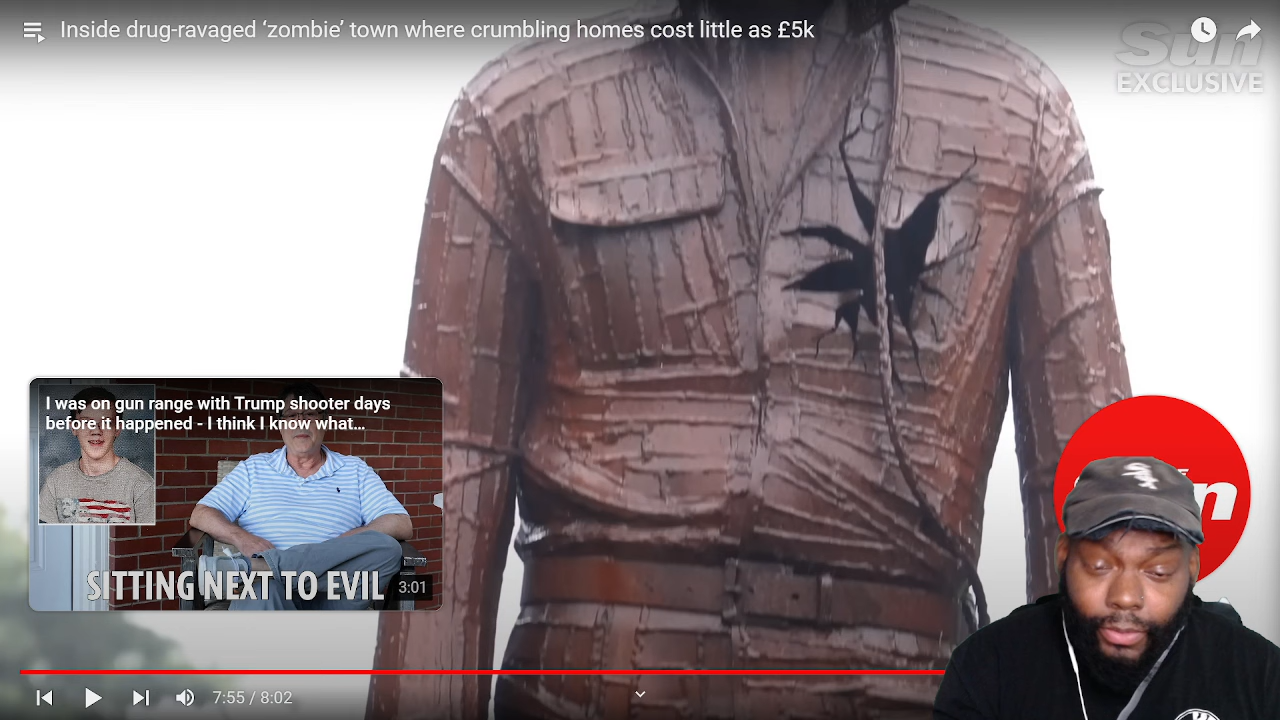 Inside drug-ravaged ‘zombie’ town where crumbling homes cost little as £5k
Sun
EXCLUSIVE
I was on gun range with Trump shooter days
before it happened - I think I know what…
SITTING NEXT TO EVIL
3:01
7:55 / 8:02